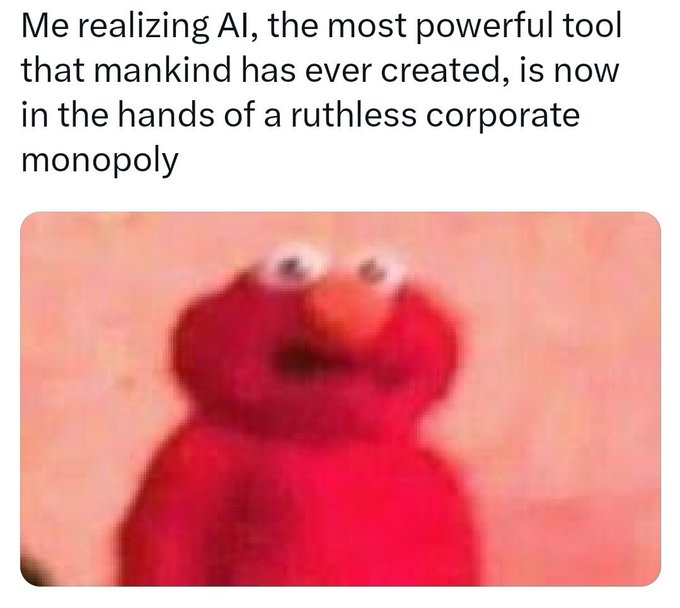 Me realizing AI, the most powerful tool
that mankind has ever created, is now
in the hands of a ruthless corporate
monopoly